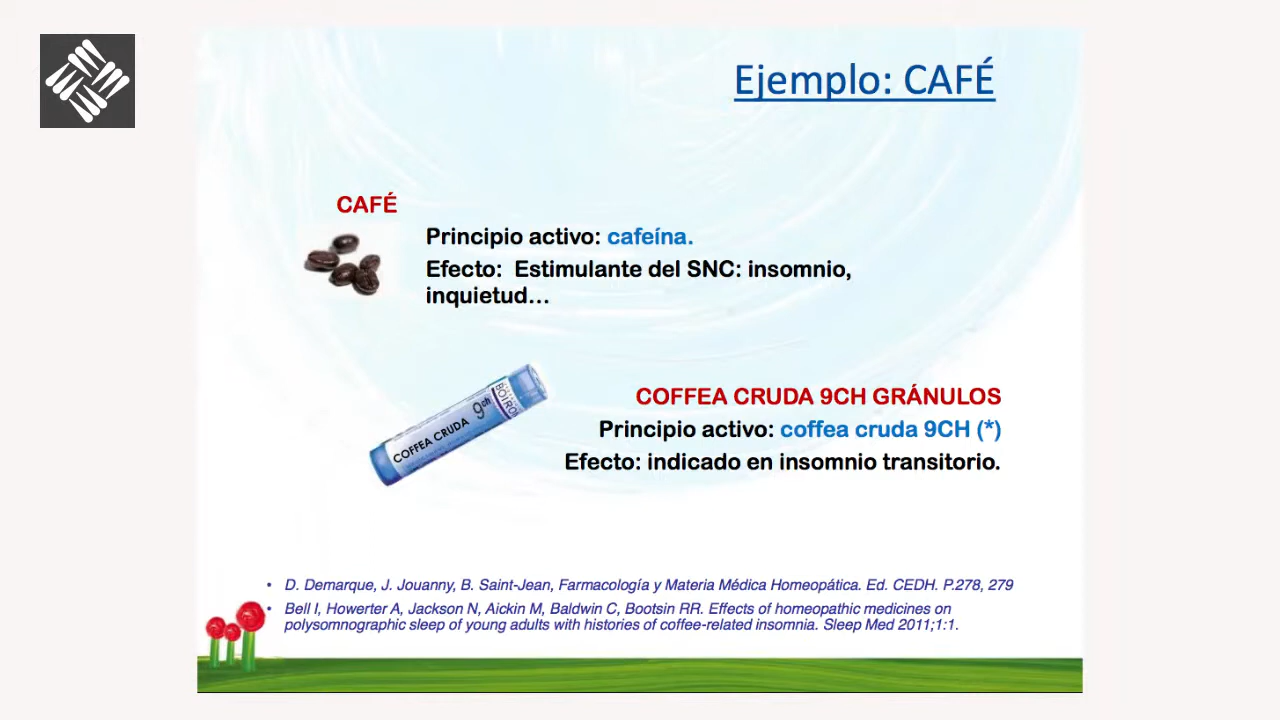 Ejemplo: CAFÉ
CAFÉ
Principio activo: cafeína.
Efecto: Estimulante del SNC: insomnio,
inquietud...
COFFEA CRUDA 9CH GRÁNULOS
Principio activo: coffea cruda 9CH (*)
Efecto: indicado en insomnio transitorio.
COFFEA CRUDA 9CH
BOIRON
• D. Demarque, J. Jouanny, B. Saint-Jean, Farmacología y Materia Médica Homeopática. Ed. CEDH. P.278, 279
• Bell I, Howerter A, Jackson N, Aickin M, Baldwin C, Bootsin RR. Effects of homeopathic medicines on
polysomnographic sleep of young adults with histories of coffee-related insomnia. Sleep Med 2011;1:1.